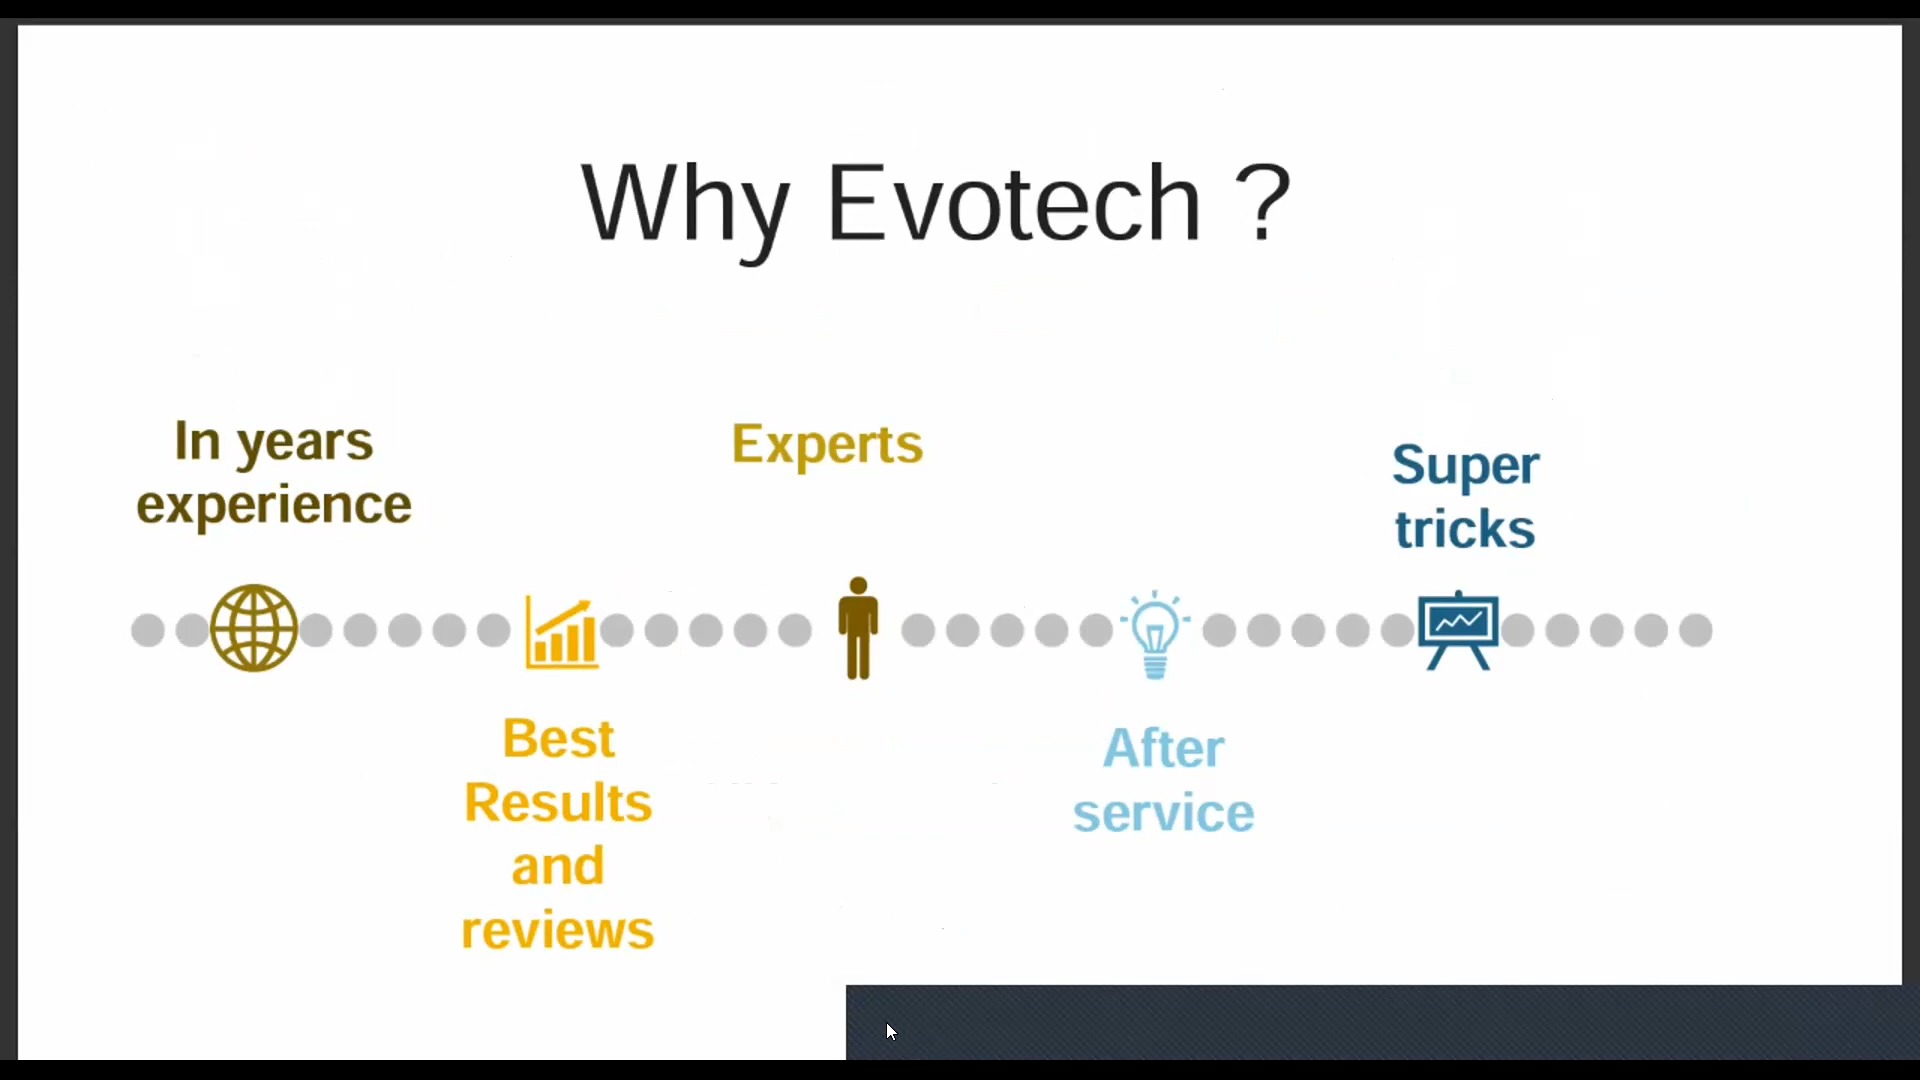 Why Evotech ?
In years
experience
Best
Results
and
reviews
Experts
After
service
Super
tricks